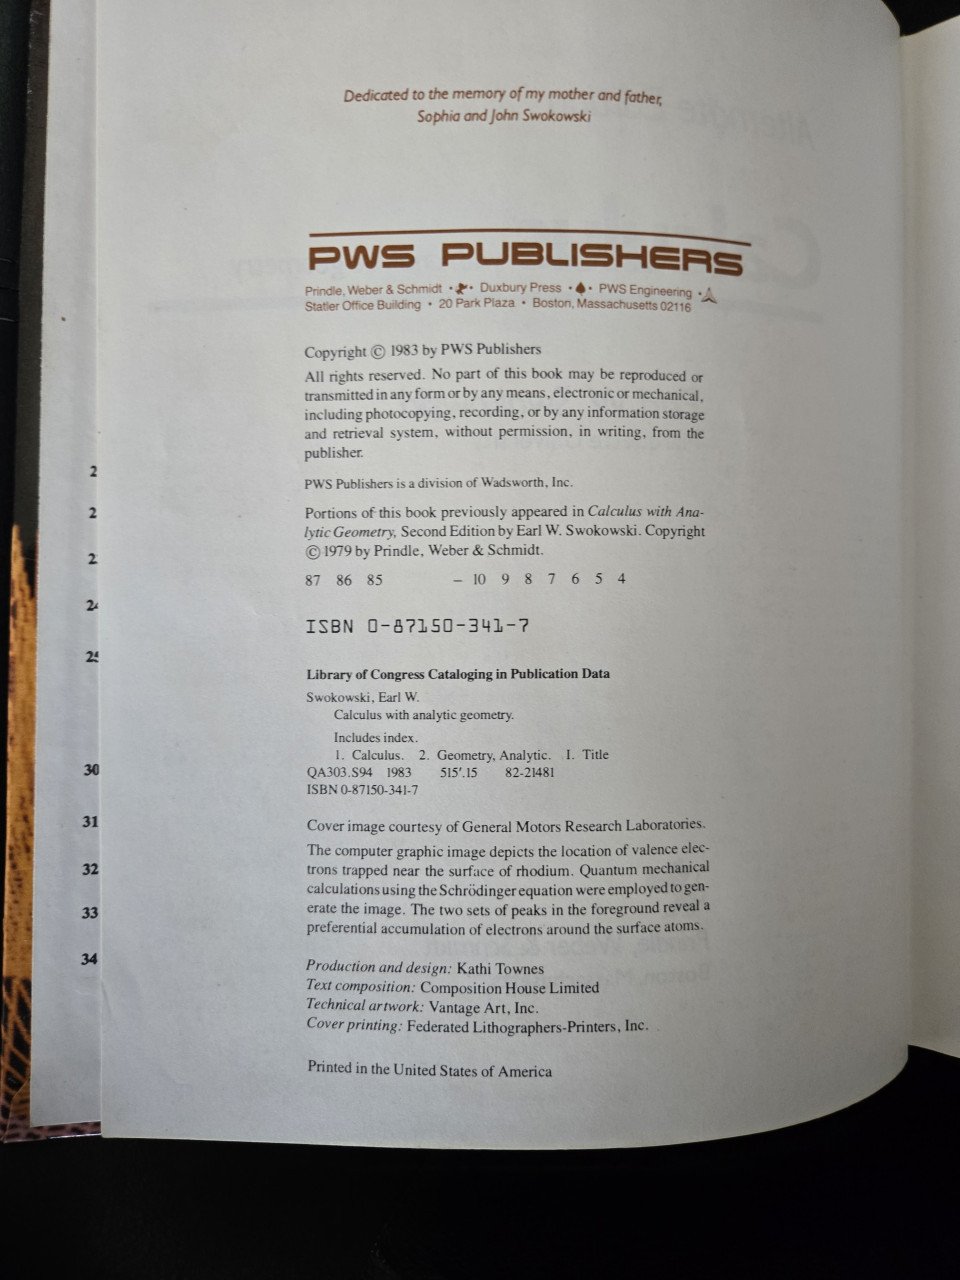 Dedicated to the memory of my mother and father,
Sophia and John Swokowski
PWS PUBLISHERS
Prindle, Weber & Schmidt • • Duxbury Press • • PWS Engineering •
Statler Office Building • 20 Park Plaza • Boston, Massachusetts 02116
Copyright © 1983 by PWS Publishers
All rights reserved. No part of this book may be reproduced or
transmitted in any form or by any means, electronic or mechanical,
including photocopying, recording, or by any information storage
and retrieval system, without permission, in writing, from the
publisher.
PWS Publishers is a division of Wadsworth, Inc.
Portions of this book previously appeared in Calculus with Ana-
lytic Geometry, Second Edition by Earl W. Swokowski. Copyright
© 1979 by Prindle, Weber & Schmidt.
87 86 85 – 10 9 8 7 6 5 4
ISBN 0-87150-341-7
Library of Congress Cataloging in Publication Data
Swokowski, Earl W.
Calculus with analytic geometry.
Includes index.
1. Calculus. 2. Geometry, Analytic. I. Title
QA303.S94 1983 515'.15 82-21481
ISBN 0-87150-341-7
Cover image courtesy of General Motors Research Laboratories.
The computer graphic image depicts the location of valence elec-
trons trapped near the surface of rhodium. Quantum mechanical
calculations using the Schrödinger equation were employed to gen-
erate the image. The two sets of peaks in the foreground reveal a
preferential accumulation of electrons around the surface atoms.
Production and design: Kathi Townes
Text composition: Composition House Limited
Technical artwork: Vantage Art, Inc.
Cover printing: Federated Lithographers-Printers, Inc.
Printed in the United States of America
30
31
32
33
34